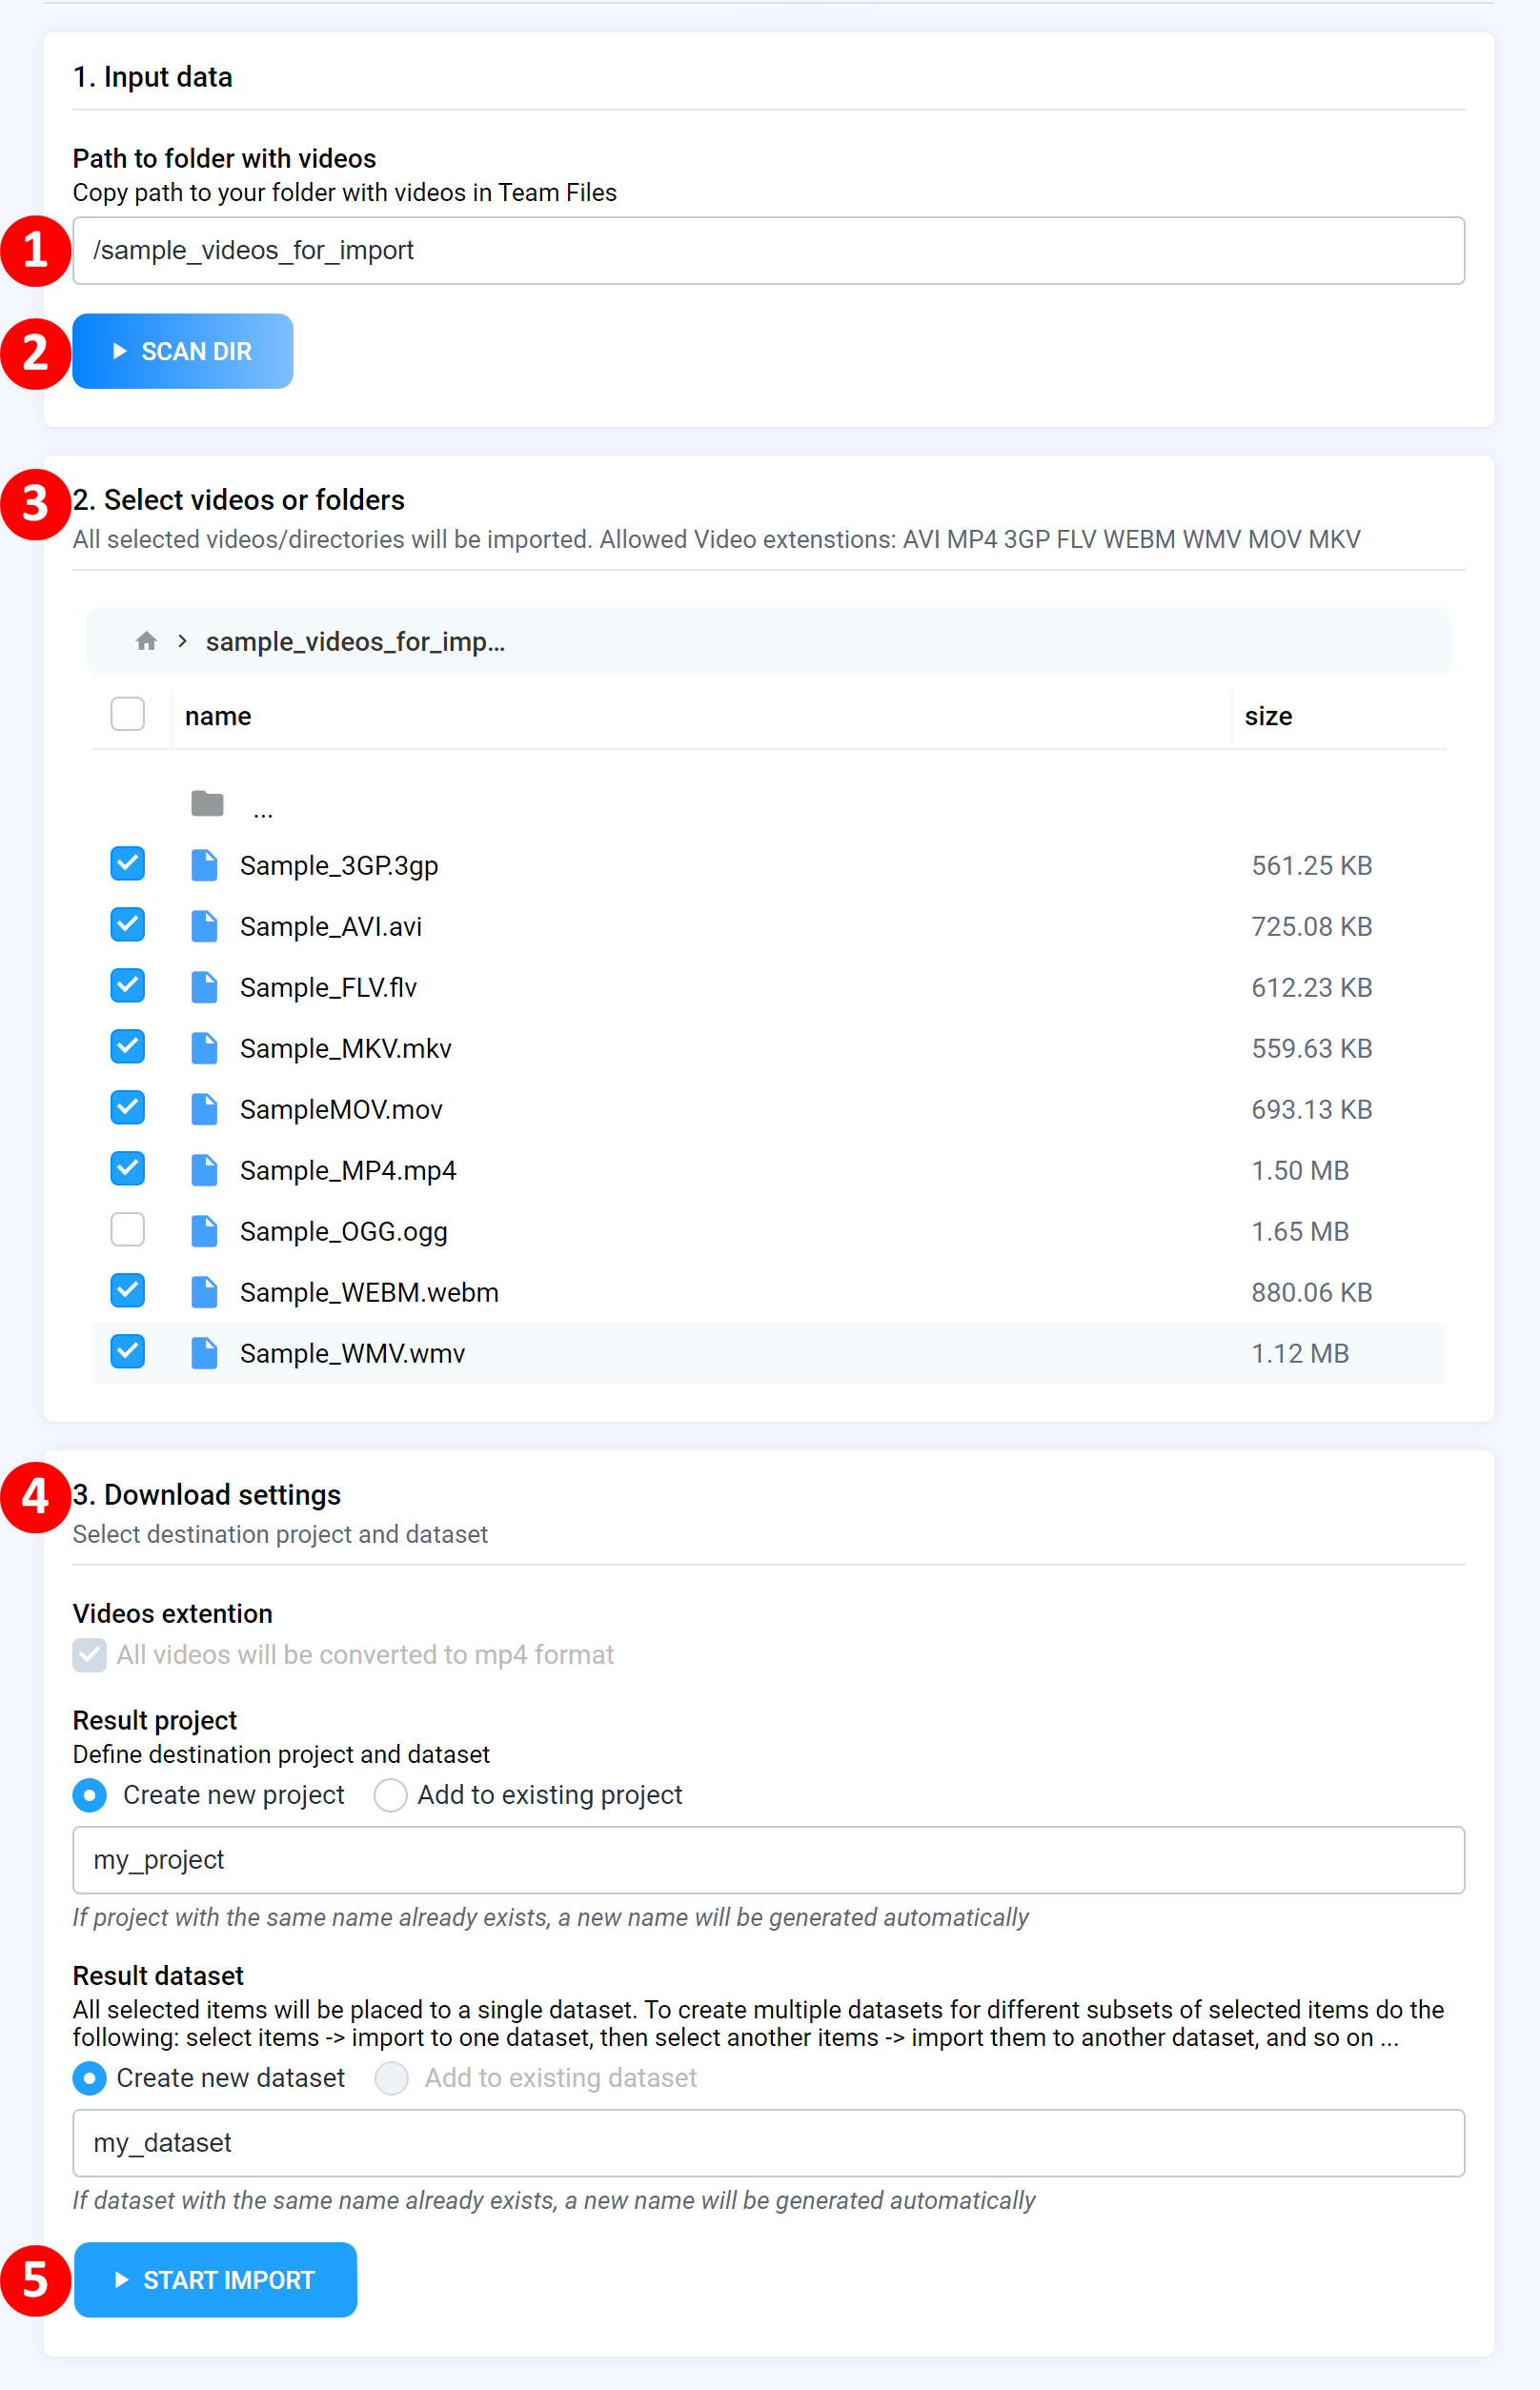 1. Input data
Path to folder with videos
Copy path to your folder with videos in Team Files
1
/sample_videos_for_import
2
SCAN DIR
3
2. Select videos or folders
All selected videos/directories will be imported. Allowed Video extenstions: AVI MP4 3GP FLV WEBM WMV MOV MKV
sample_videos_for_imp...
name size
...
Sample_3GP.3gp 561.25 KB
Sample_AVI.avi 725.08 KB
Sample_FLV.flv 612.23 KB
Sample_MKV.mkv 559.63 KB
SampleMOV.mov 693.13 KB
Sample_MP4.mp4 1.50 MB
Sample_OGG.ogg 1.65 MB
Sample_WEBM.webm 880.06 KB
Sample_WMV.wmv 1.12 MB
4
3. Download settings
Select destination project and dataset
Videos extention
All videos will be converted to mp4 format
Result project
Define destination project and dataset
Create new project Add to existing project
my_project
If project with the same name already exists, a new name will be generated automatically
Result dataset
All selected items will be placed to a single dataset. To create multiple datasets for different subsets of selected items do the
following: select items -> import to one dataset, then select another items -> import them to another dataset, and so on ...
Create new dataset Add to existing dataset
my_dataset
If dataset with the same name already exists, a new name will be generated automatically
5
START IMPORT